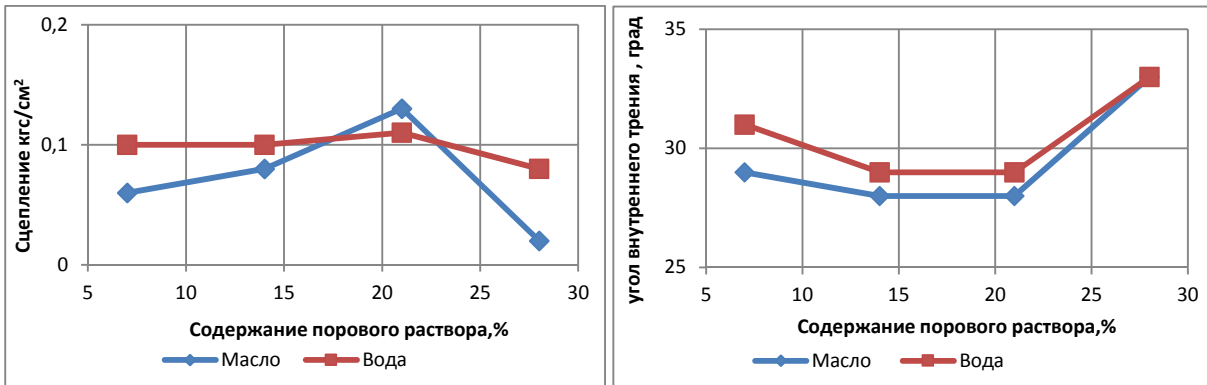 Сцепление кгс/см²
0,2
0,1
0
5 10 15 20 25 30
Содержание порового раствора,%
Масло Вода
угол внутреннего трения , град
35
30
25
5 10 15 20 25 30
Содержание порового раствора,%
Масло Вода